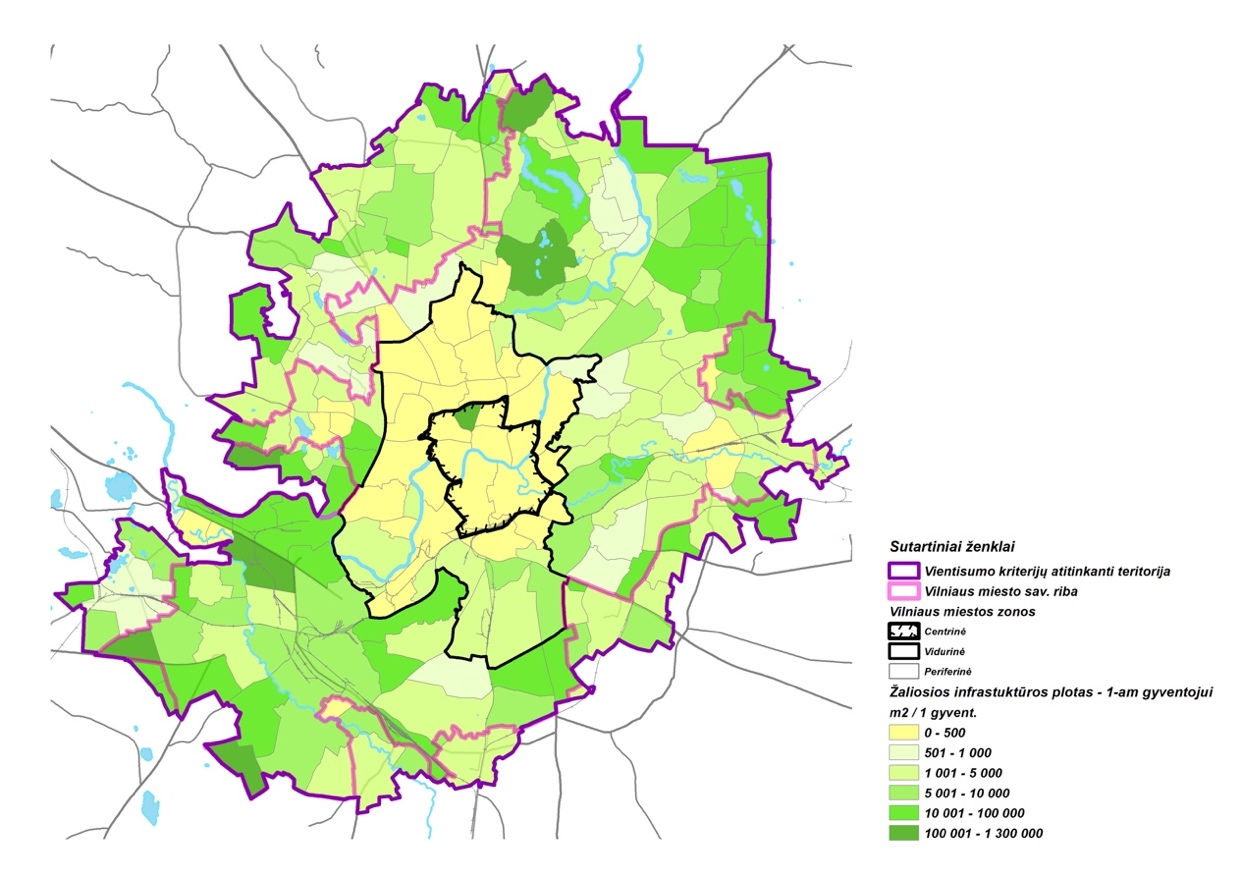 Sutartiniai ženklai
Vientisumo kriterijų atitinkanti teritorija
Vilniaus miesto sav. riba
Vilniaus miestos zonos
Centrinė
Vidurinė
Periferinė
Žaliosios infrastuktūros plotas - 1-am gyventojui
m2 / 1 gyvent.
0 - 500
501 - 1 000
1 001 - 5 000
5 001 - 10 000
10 001 - 100 000
100 001 - 1 300 000